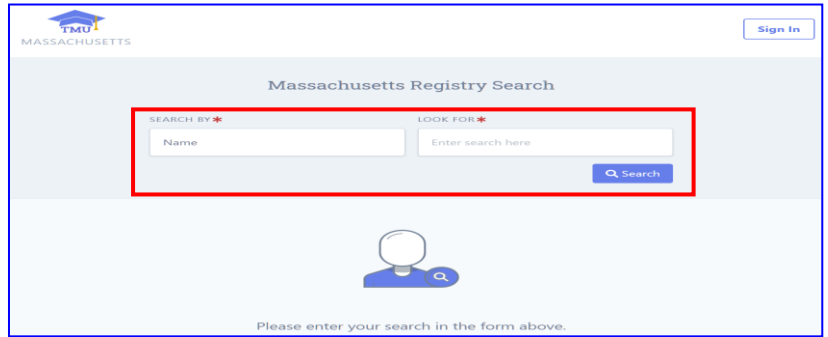 TMU
MASSACHUSETTS
Sign In
Massachusetts Registry Search
SEARCH BY* LOOK FOR*
Name Enter search here
Search
Please enter your search in the form above.